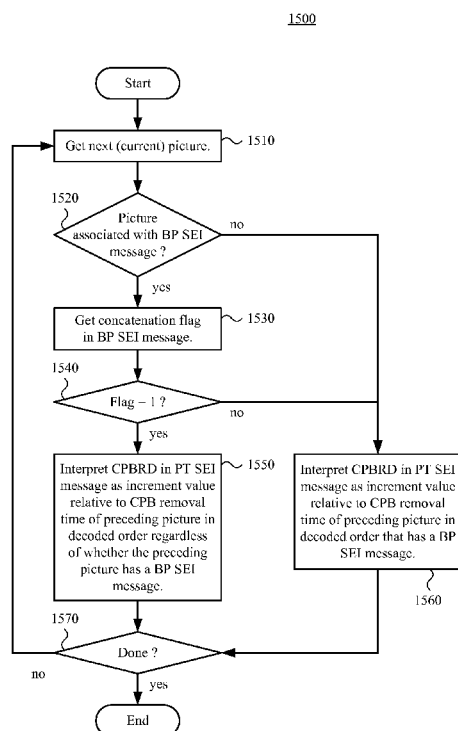 1500
Start
Get next (current) picture.
1510
1520
Picture
associated with BP SEI
message ?
no
yes
Get concatenation flag
in BP SEI message.
1530
1540
Flag = 1 ?
no
yes
Interpret CPBRD in PT SEI
message as increment value
relative to CPB removal
time of preceding picture in
decoded order regardless
of whether the preceding
picture has a BP SEI
message.
1550
Interpret CPBRD in PT SEI
message as increment value
relative to CPB removal
time of preceding picture in
decoded order that has a BP
SEI message.
1560
1570
Done ?
no
yes
End